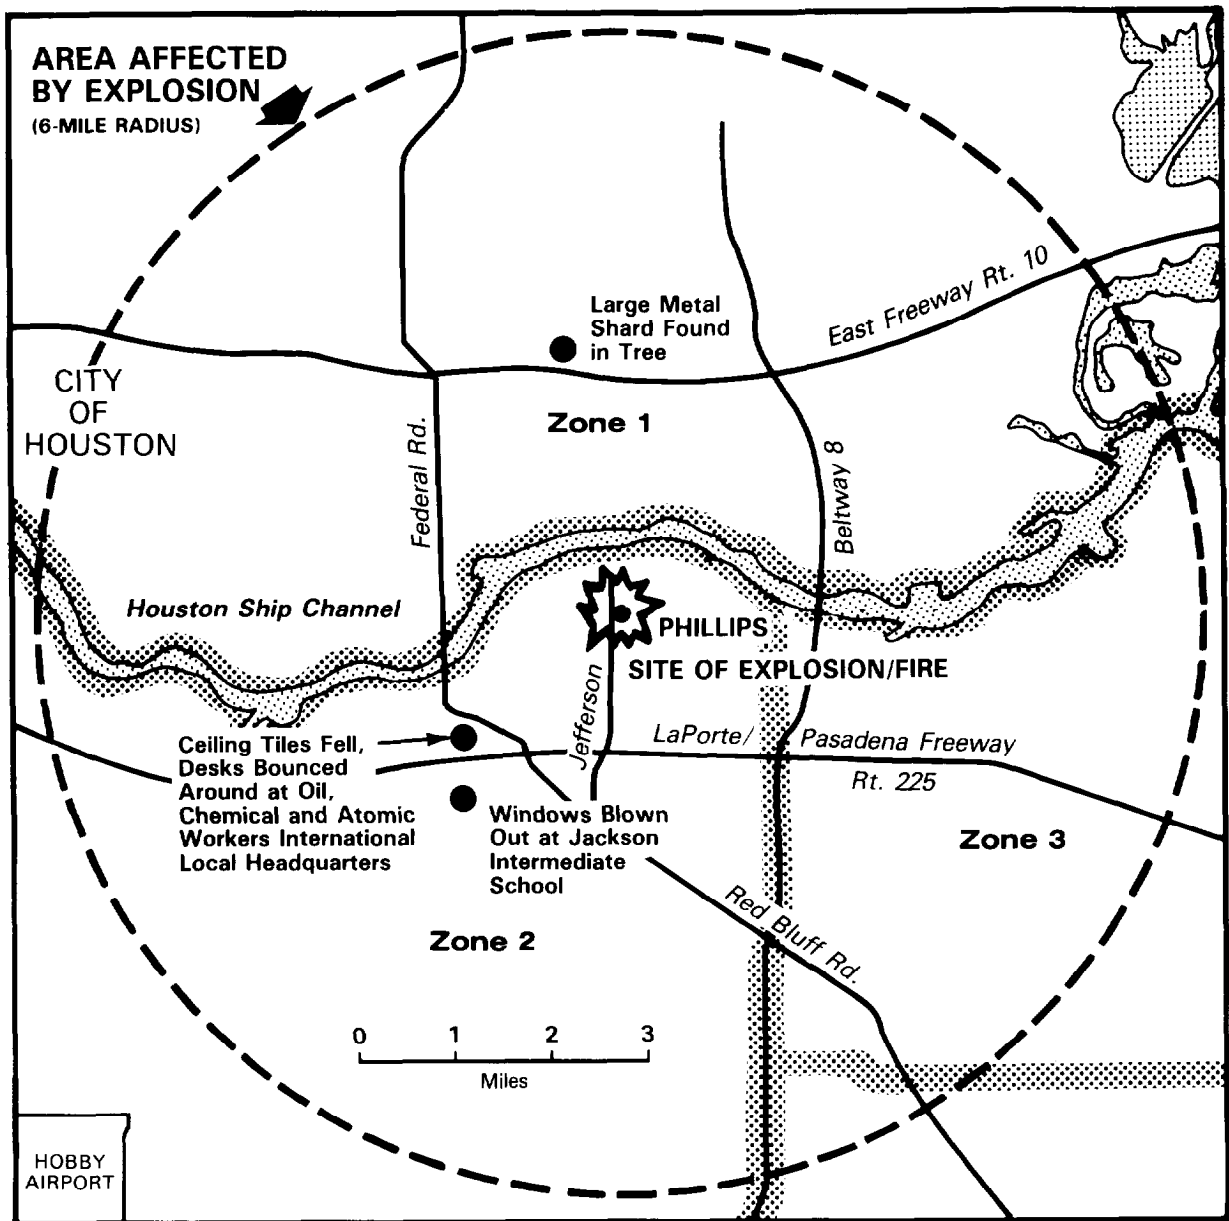 AREA AFFECTED
BY EXPLOSION
(6-MILE RADIUS)
Large Metal
Shard Found
in Tree
East Freeway Rt. 10
CITY
OF
HOUSTON
Zone 1
Federal Rd.
Beltway 8
Houston Ship Channel
PHILLIPS
SITE OF EXPLOSION/FIRE
Jefferson
LaPorte/ Pasadena Freeway
Rt. 225
Ceiling Tiles Fell,
Desks Bounced
Around at Oil,
Chemical and Atomic
Workers International
Local Headquarters
Windows Blown
Out at Jackson
Intermediate
School
Zone 3
Red Bluff Rd.
Zone 2
0 1 2 3
Miles
HOBBY
AIRPORT